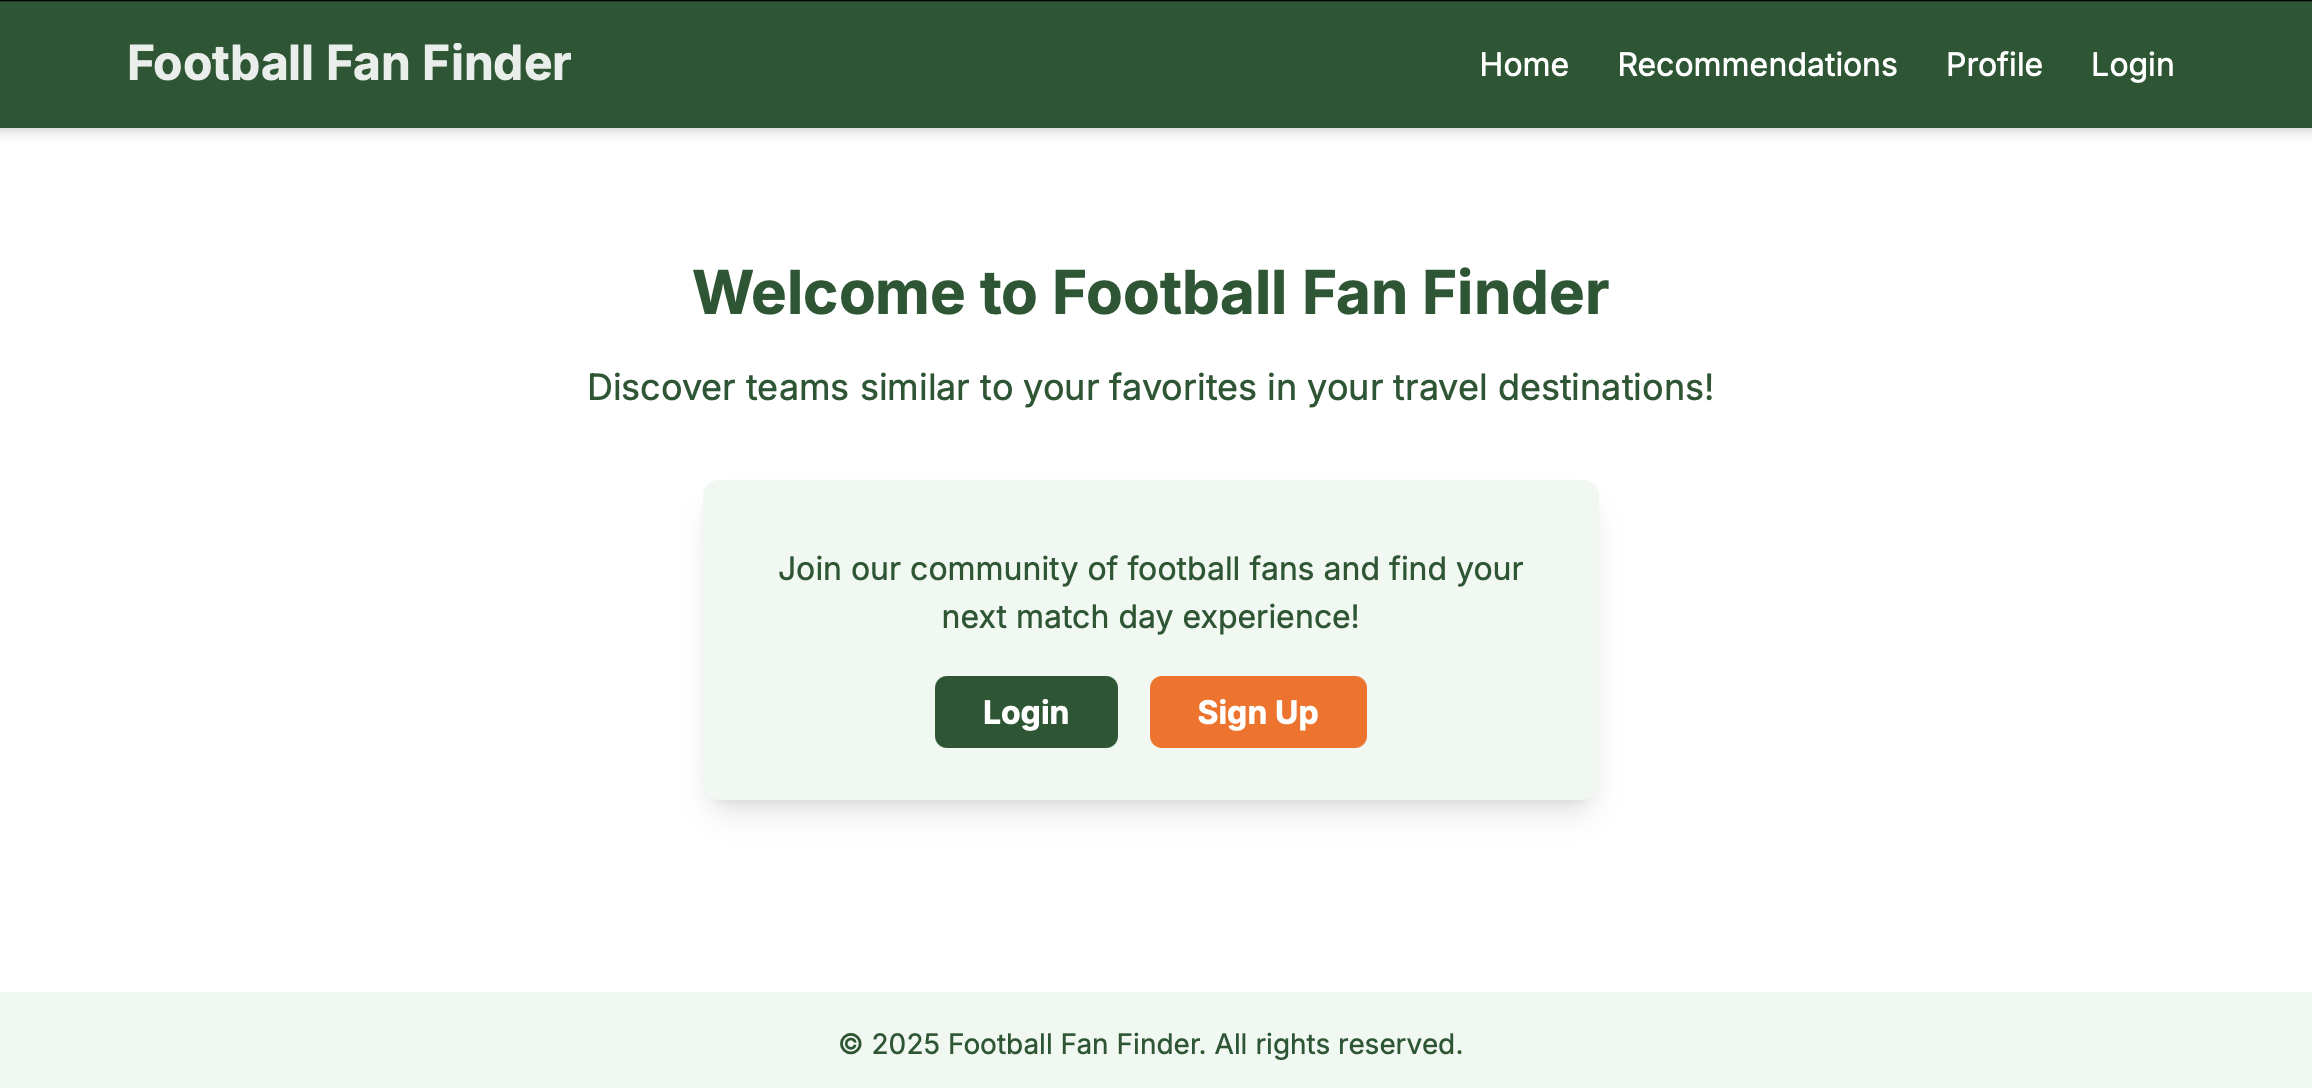 Football Fan Finder
Home Recommendations Profile Login
Welcome to Football Fan Finder
Discover teams similar to your favorites in your travel destinations!
Join our community of football fans and find your
next match day experience!
Login Sign Up
© 2025 Football Fan Finder. All rights reserved.